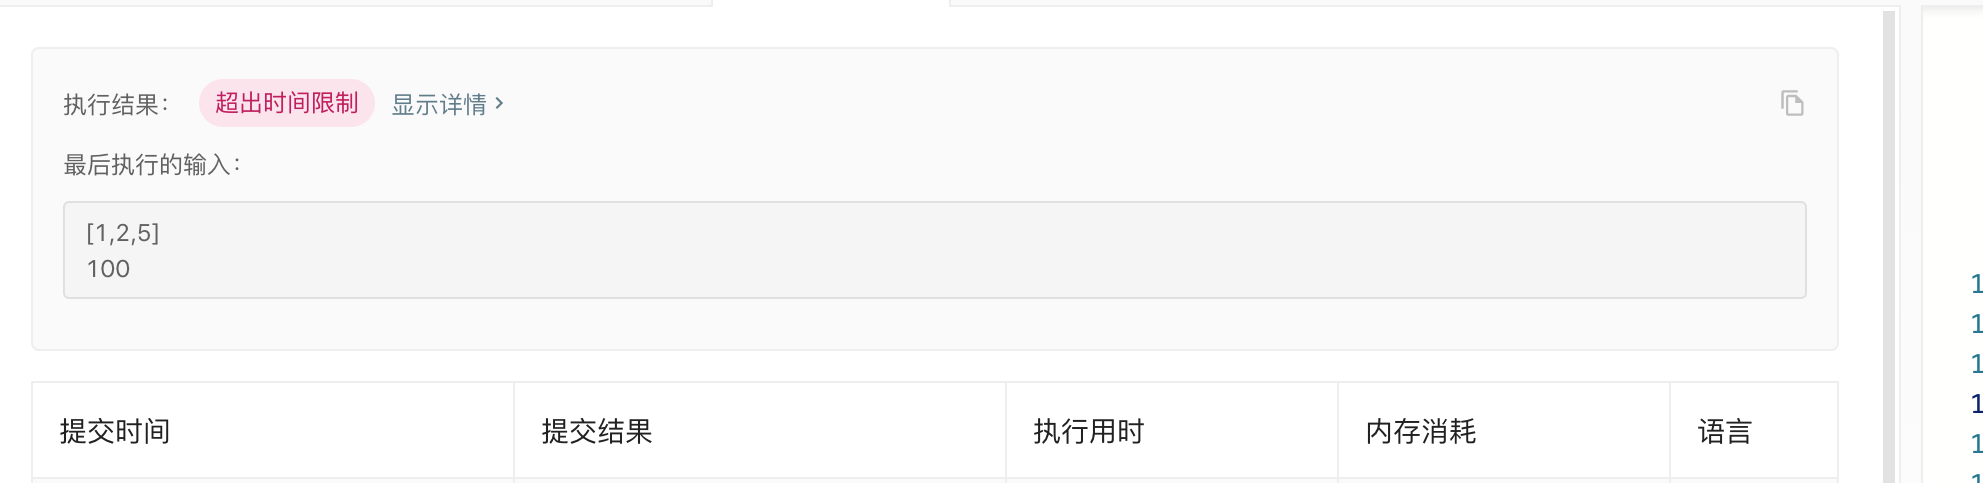 执行结果： 超出时间限制 显示详情 >
最后执行的输入：
[1,2,5]
100
提交时间 提交结果 执行用时 内存消耗 语言
1
1
1
1
1